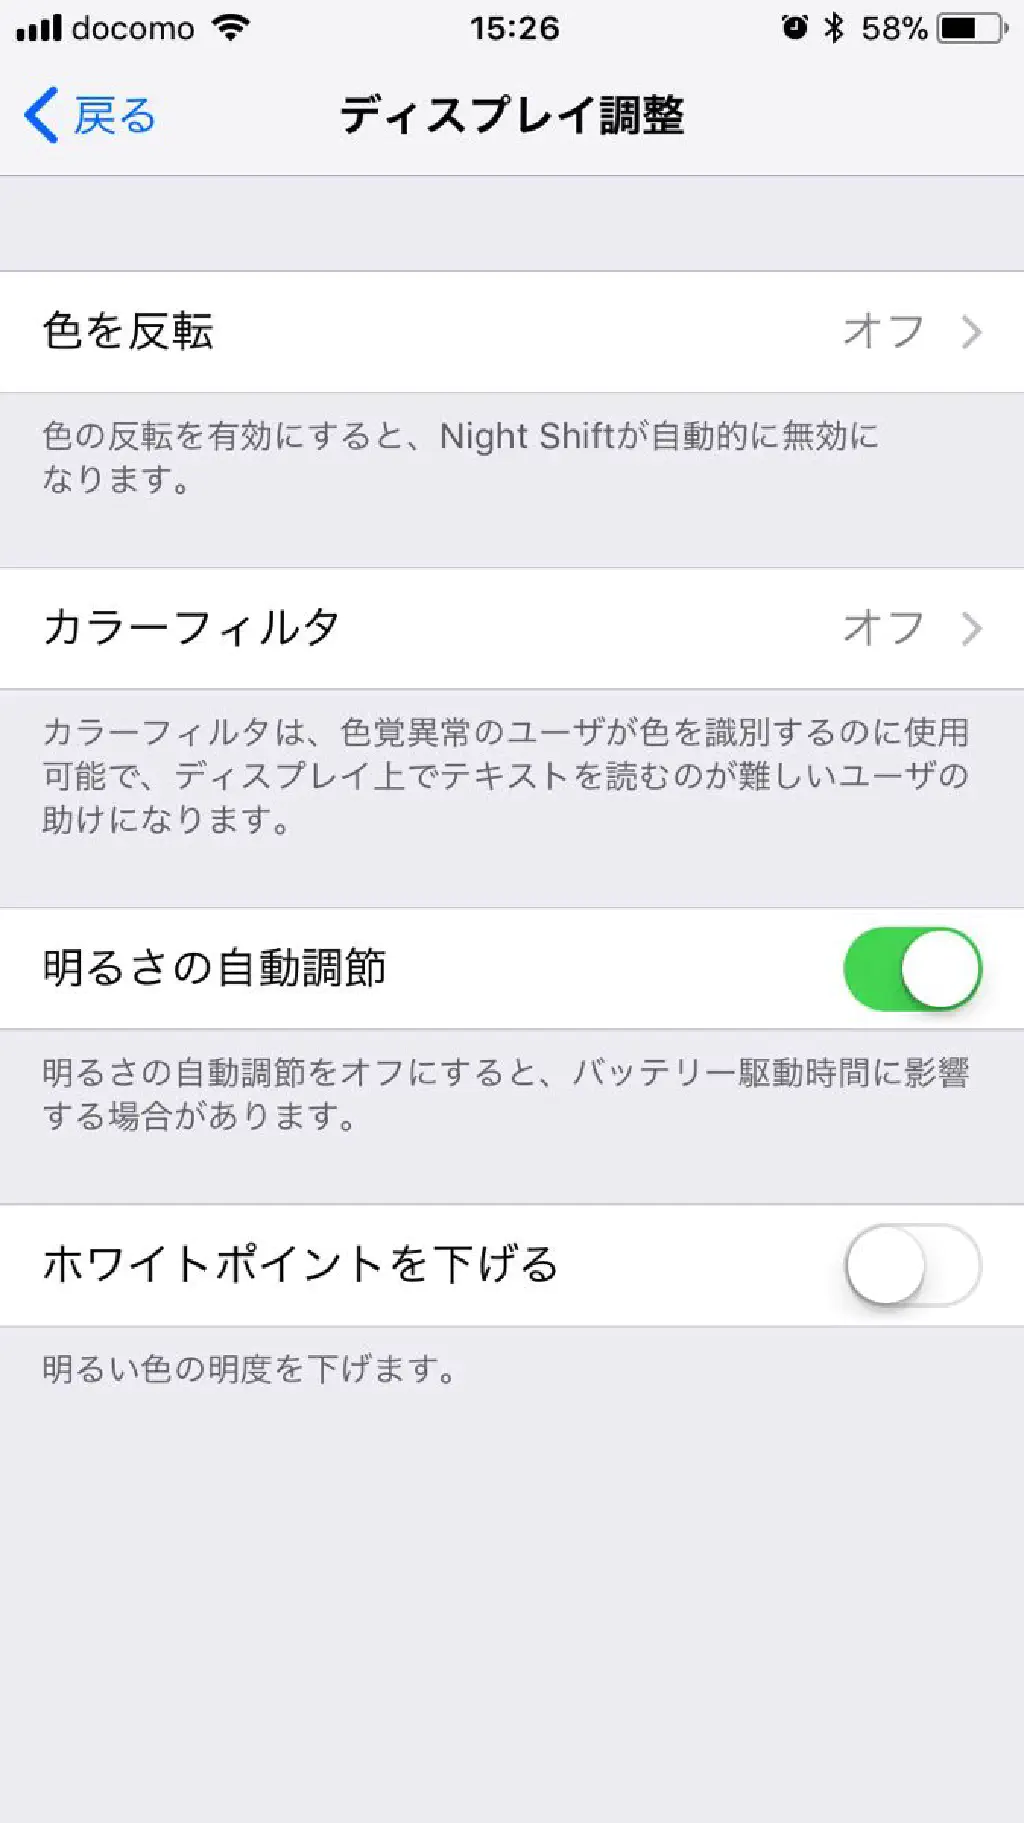 docomo 15:26 58%
戻る ディスプレイ調整
色を反転 オフ
色の反転を有効にすると、Night Shiftが自動的に無効に
なります。
カラーフィルタ オフ
カラーフィルタは、色覚異常のユーザが色を識別するのに使用
可能で、ディスプレイ上でテキストを読むのが難しいユーザの
助けになります。
明るさの自動調節
明るさの自動調節をオフにすると、バッテリー駆動時間に影響
する場合があります。
ホワイトポイントを下げる
明るい色の明度を下げます。